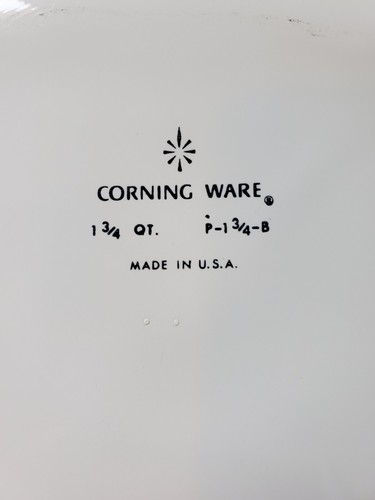 CORNING WARE®
1 3/4 QT. P-1 3/4-B
MADE IN U.S.A.